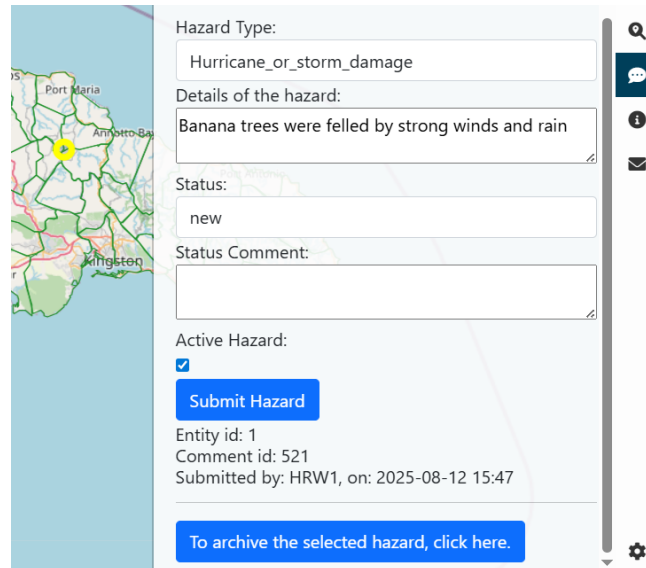 Hazard Type:
Hurricane_or_storm_damage
Details of the hazard:
Banana trees were felled by strong winds and rain
Status:
new
Status Comment:
Active Hazard:
Submit Hazard
Entity id: 1
Comment id: 521
Submitted by: HRW1, on: 2025-08-12 15:47
To archive the selected hazard, click here.
Port Maria
Annotto Ba
Kingston